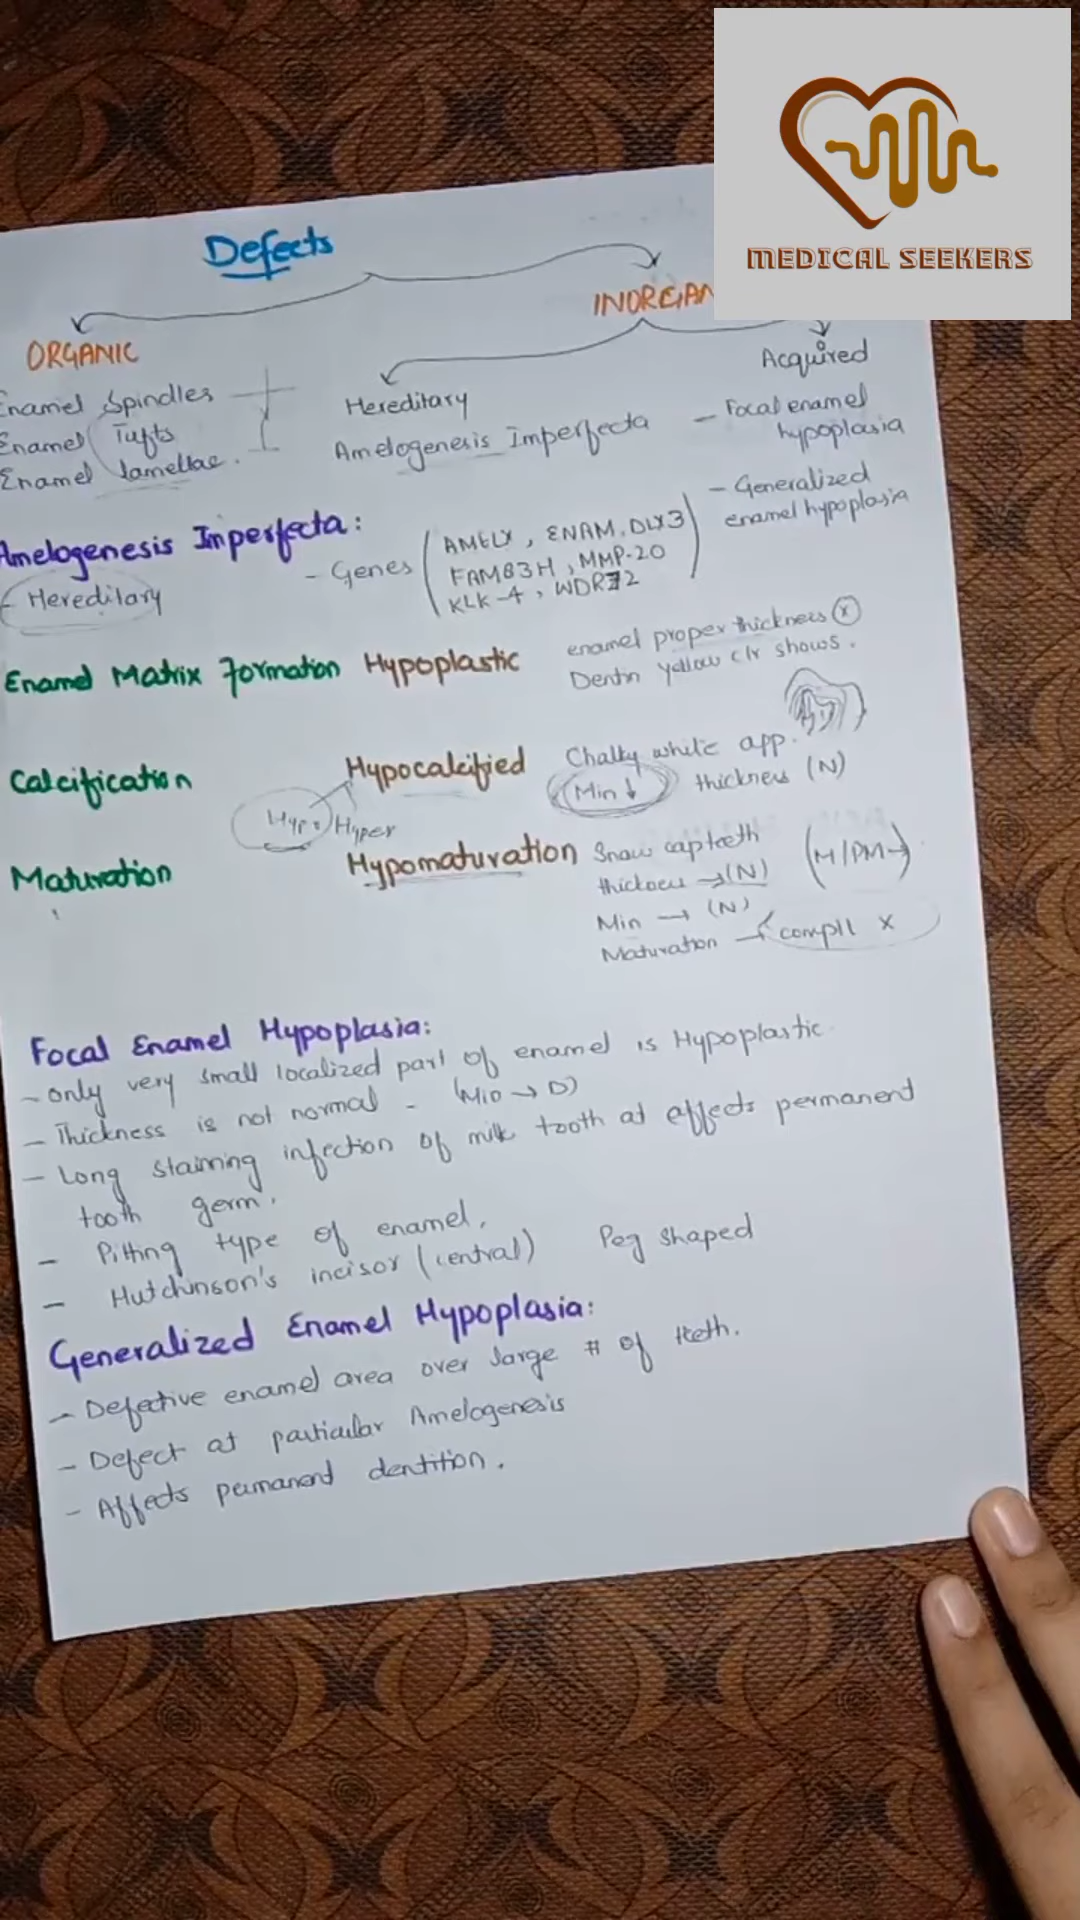 MEDICAL SEEKERS
Defects
ORGANIC
INORGAN
Enamel Spindles
Enamel Tufts
Enamel lamellae.
Hereditary
Amelogenesis Imperfecta
Acquired
- Focal enamel
hypoplasia
- Generalized
enamel hypoplasia
Amelogenesis Imperfecta:
- Hereditary
- Genes
AMELX, ENAM, DLX3
FAM83H, MMP-20
KLK-4, WDR72
Enamel Matrix Formation Hypoplastic
enamel proper thickness x
Dentin yellow clr shows.
Calcification Hypocalcified
Chalky white app.
Min ↓ thickness (N)
Hypo Hyper
Maturation Hypomaturation
Snow cap teeth (M/PM→)
thickness → (N)
Min → (N)
Maturation → compll x
Focal Enamel Hypoplasia:
- only very small localized part of enamel is Hypoplastic
- Thickness is not normal - (MiD → D)
- Long staining infection of milk tooth at affects permanent
tooth germ.
- Pitting type of enamel.
- Hutchinson's incisor (central) Peg shaped
Generalized Enamel Hypoplasia:
- Defective enamel area over large # of teeth.
- Defect at particular Amelogenesis
- Affects permanent dentition.